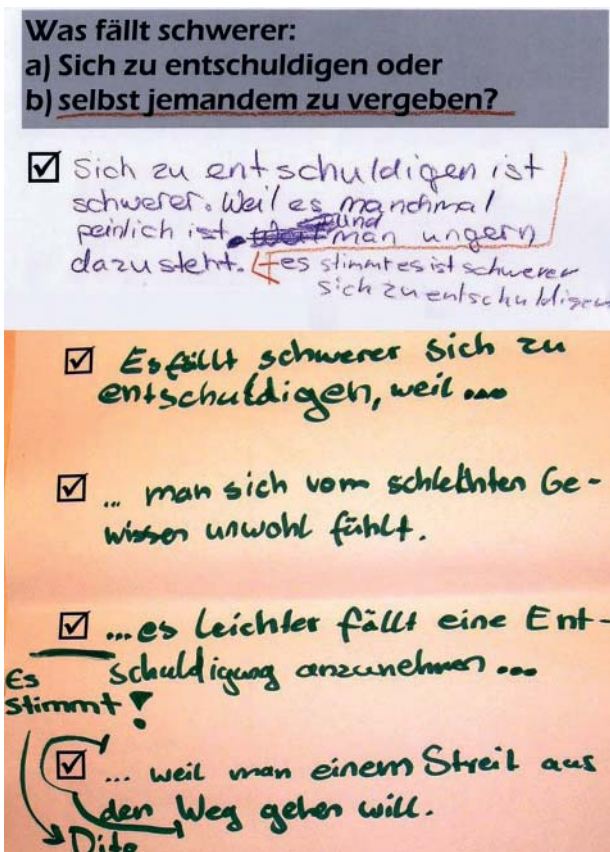 Was fällt schwerer:
a) Sich zu entschuldigen oder
b) selbst jemandem zu vergeben?
Sich zu entschuldigen ist
schwerer. Weil es manchmal
peinlich ist und
man ungern
dazu steht.
es stimmt es ist schwerer
sich zu entschuldigen
Es fällt schwerer sich zu
entschuldigen, weil ...
... man sich vom schlechten Ge-
wissen unwohl fühlt.
... es leichter fällt eine Ent-
schuldigung anzunehmen ...
Es
stimmt!
... weil man einem Streit aus
den Weg gehen will.
Dito